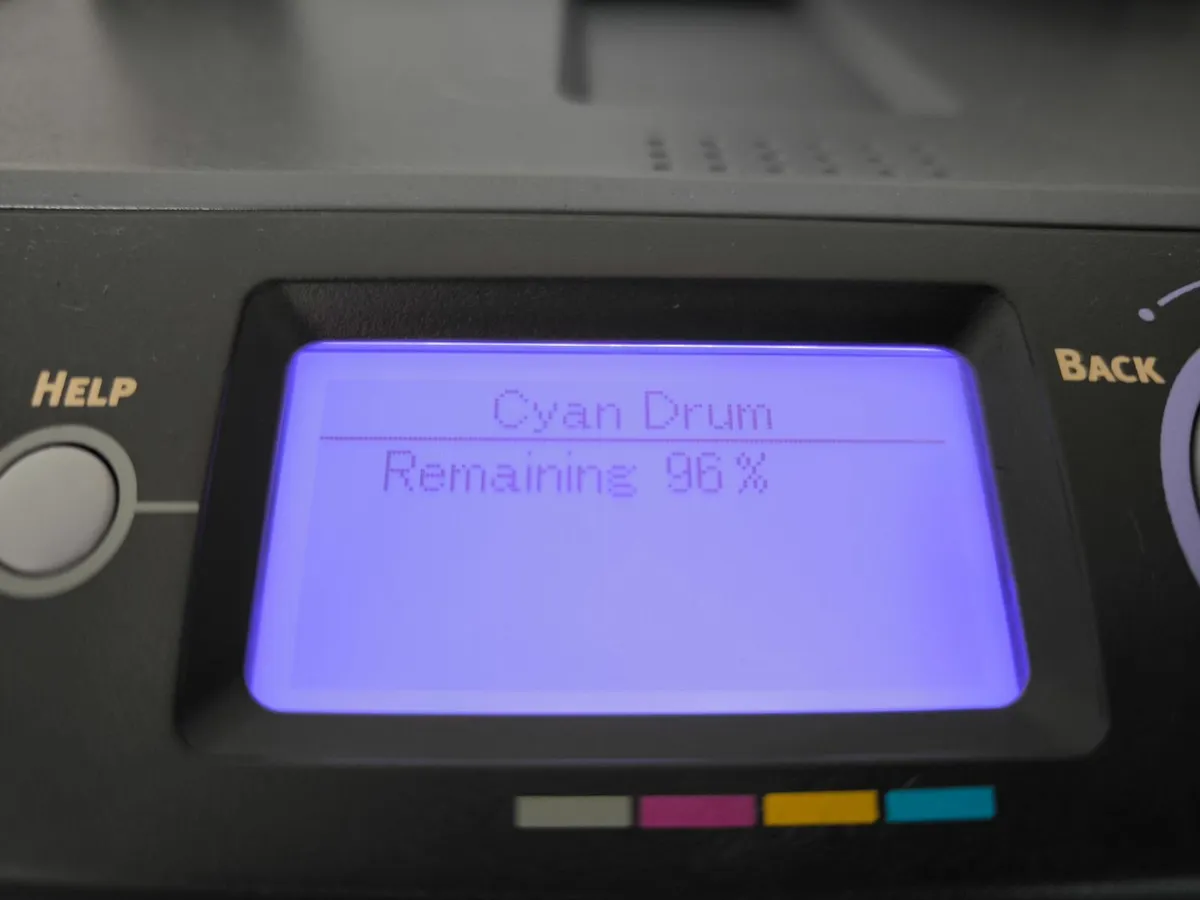 Cyan Drum
Remaining 96%
HELP
BACK